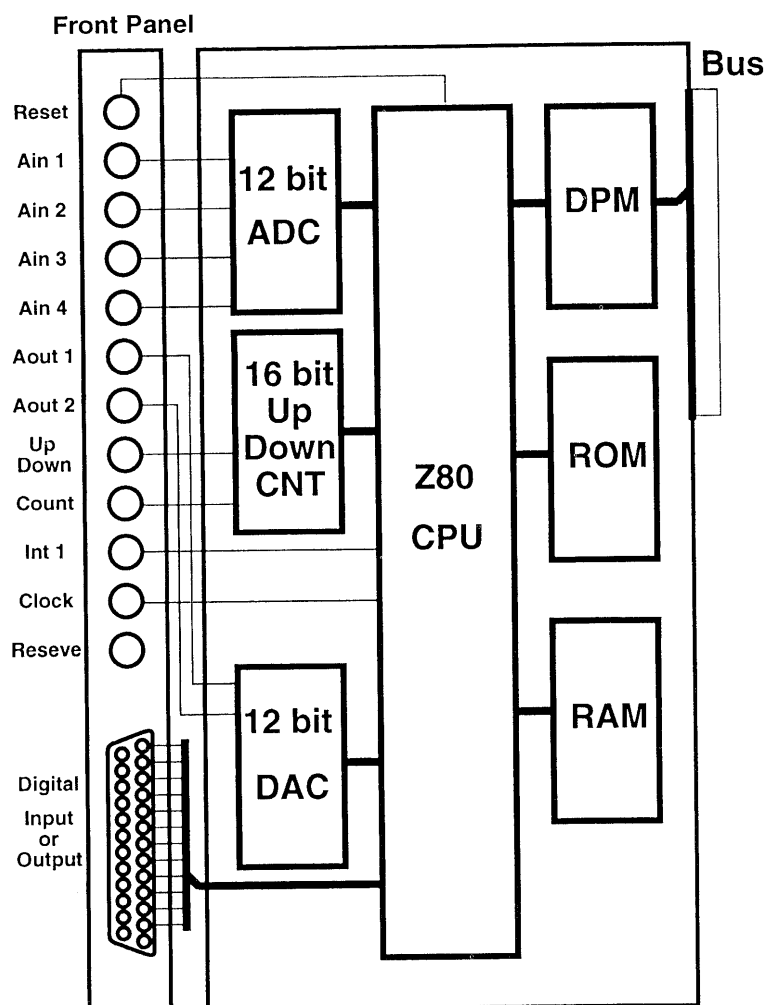 Front Panel
Bus
Reset
Ain 1
Ain 2
Ain 3
Ain 4
Aout 1
Aout 2
Up
Down
Count
Int 1
Clock
Reseve
Digital
Input
or
Output
12 bit
ADC
16 bit
Up
Down
CNT
12 bit
DAC
Z80
CPU
DPM
ROM
RAM